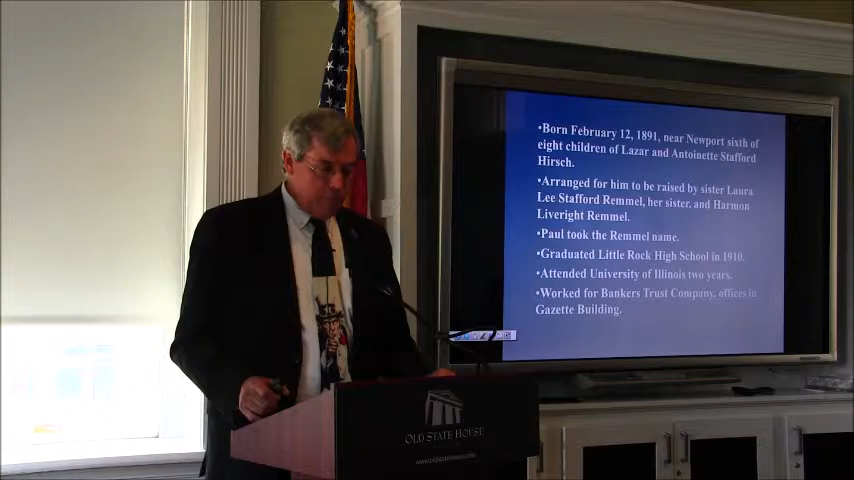 •Born February 12, 1891, near Newport sixth of
eight children of Lazar and Antoinette Stafford
Hirsch.
•Arranged for him to be raised by sister Laura
Lee Stafford Remmel, her sister, and Harmon
Liveright Remmel.
•Paul took the Remmel name.
•Graduated Little Rock High School in 1910.
•Attended University of Illinois two years.
•Worked for Bankers Trust Company, offices in
Gazette Building.
OLD STATE HOUSE